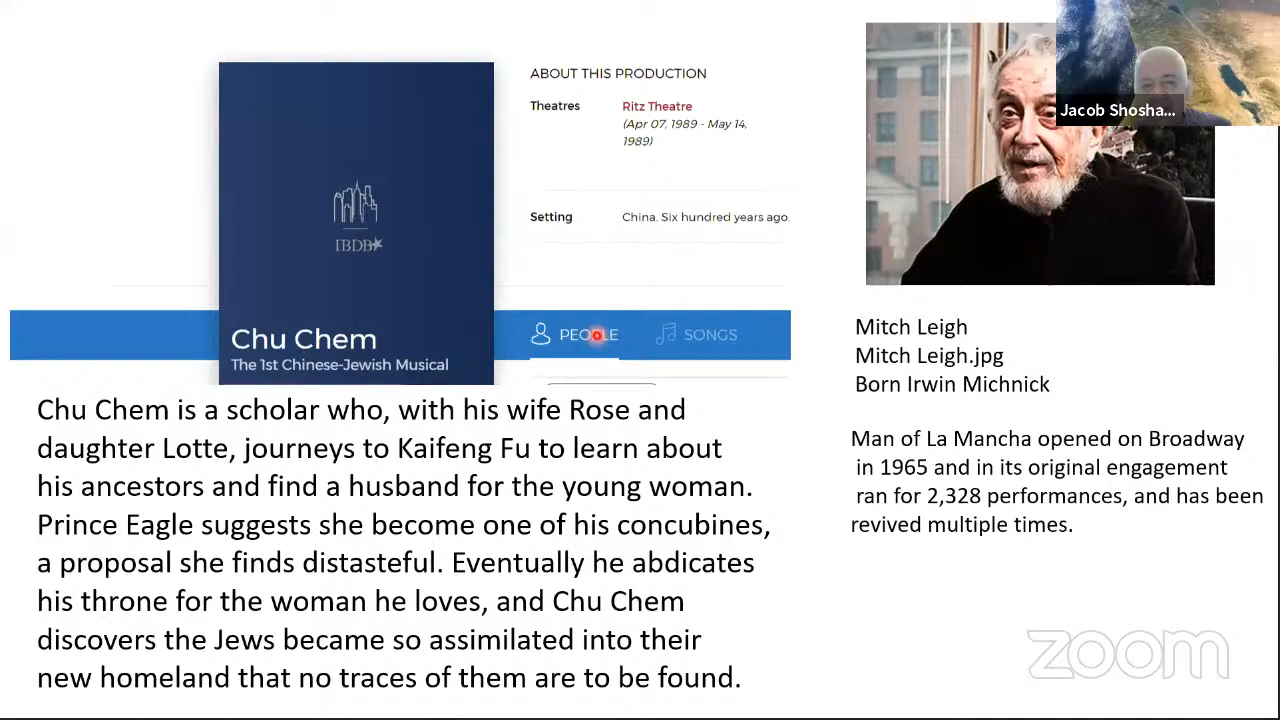 ABOUT THIS PRODUCTION
Theatres
Ritz Theatre
(Apr 07, 1989 - May 14,
1989)
Setting
China. Six hundred years ago.
IBDB
Chu Chem
The 1st Chinese-Jewish Musical
PEOPLE
SONGS
Chu Chem is a scholar who, with his wife Rose and
daughter Lotte, journeys to Kaifeng Fu to learn about
his ancestors and find a husband for the young woman.
Prince Eagle suggests she become one of his concubines,
a proposal she finds distasteful. Eventually he abdicates
his throne for the woman he loves, and Chu Chem
discovers the Jews became so assimilated into their
new homeland that no traces of them are to be found.
Jacob Shosha...
Mitch Leigh
Mitch Leigh.jpg
Born Irwin Michnick
Man of La Mancha opened on Broadway
in 1965 and in its original engagement
ran for 2,328 performances, and has been
revived multiple times.
zoom